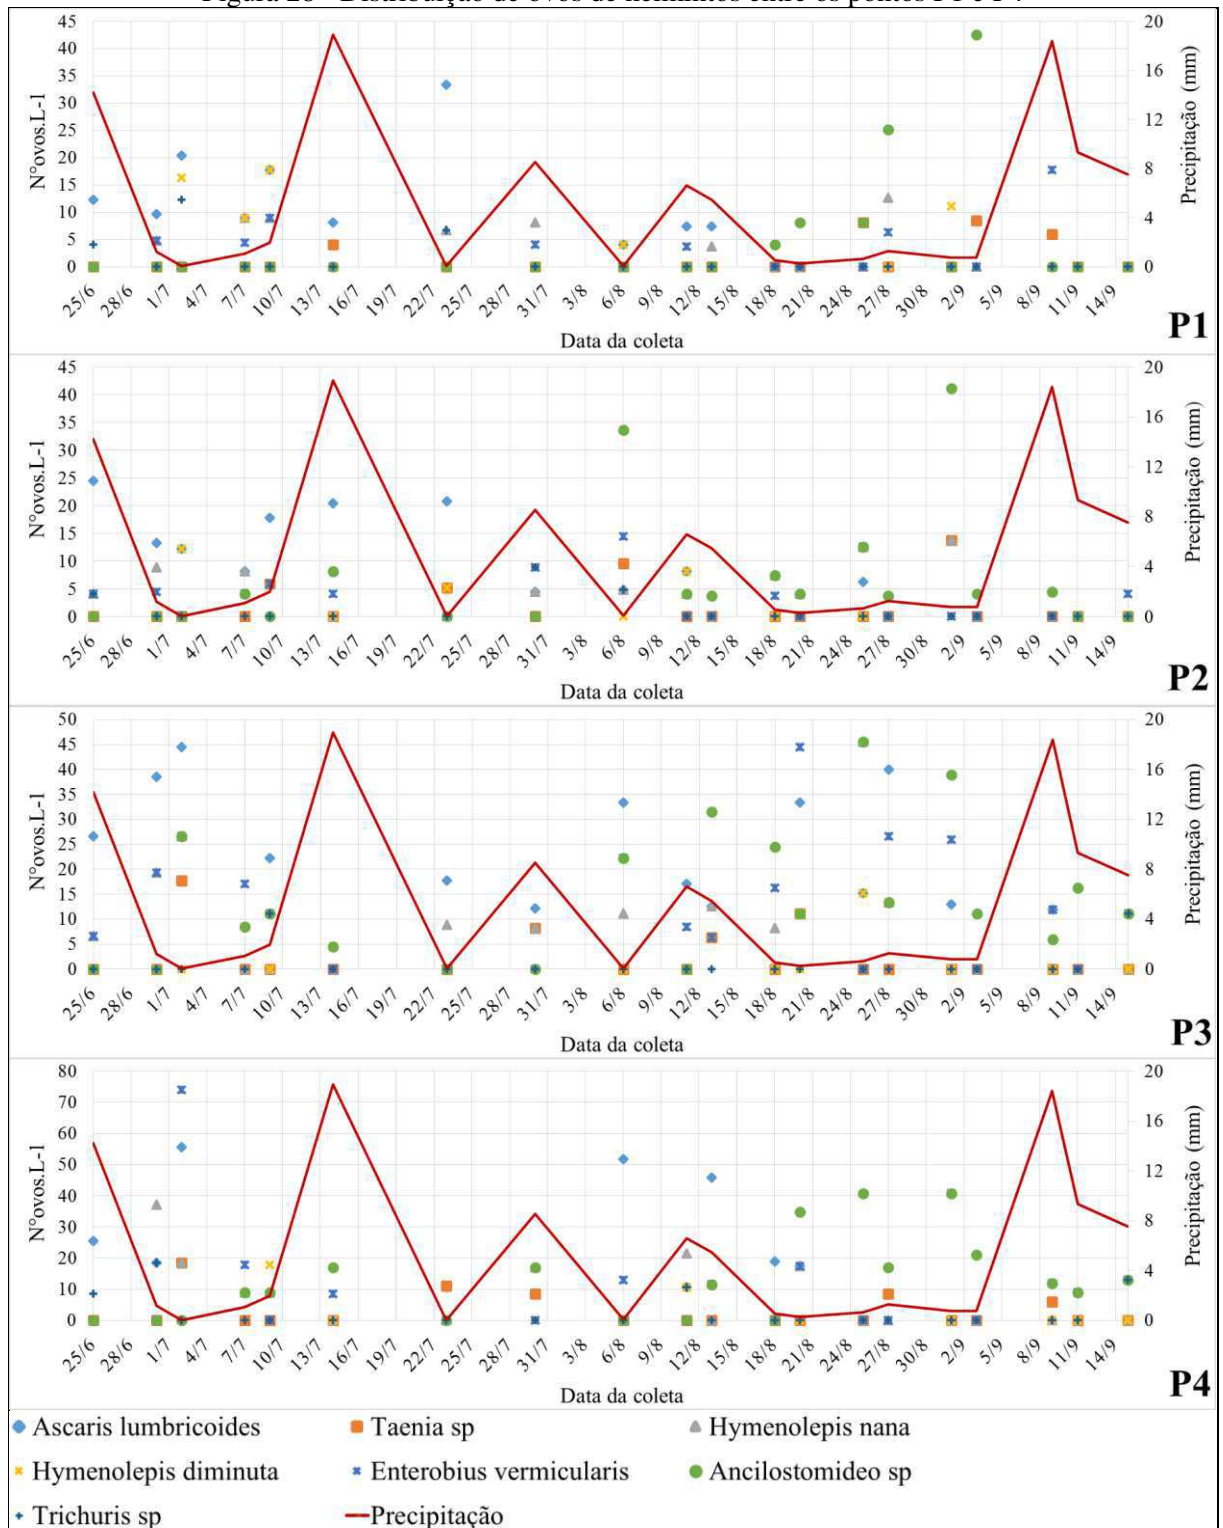 Figura 28 - Distribuição de ovos de helmintos entre os pontos P1 e P4
45
40
35
30
25
20
15
10
5
0
N°ovos.L-1
20
16
12
8
4
0
Precipitação (mm)
25/6 28/6 1/7 4/7 7/7 10/7 13/7 16/7 19/7 22/7 25/7 28/7 31/7 3/8 6/8 9/8 12/8 15/8 18/8 21/8 24/8 27/8 30/8 2/9 5/9 8/9 11/9 14/9
Data da coleta
P1
45
40
35
30
25
20
15
10
5
0
N°ovos.L-1
20
16
12
8
4
0
Precipitação (mm)
25/6 28/6 1/7 4/7 7/7 10/7 13/7 16/7 19/7 22/7 25/7 28/7 31/7 3/8 6/8 9/8 12/8 15/8 18/8 21/8 24/8 27/8 30/8 2/9 5/9 8/9 11/9 14/9
Data da coleta
P2
50
45
40
35
30
25
20
15
10
5
0
N°ovos.L-1
20
16
12
8
4
0
Precipitação (mm)
25/6 28/6 1/7 4/7 7/7 10/7 13/7 16/7 19/7 22/7 25/7 28/7 31/7 3/8 6/8 9/8 12/8 15/8 18/8 21/8 24/8 27/8 30/8 2/9 5/9 8/9 11/9 14/9
Data da coleta
P3
80
70
60
50
40
30
20
10
0
N°ovos.L-1
20
16
12
8
4
0
Precipitação (mm)
25/6 28/6 1/7 4/7 7/7 10/7 13/7 16/7 19/7 22/7 25/7 28/7 31/7 3/8 6/8 9/8 12/8 15/8 18/8 21/8 24/8 27/8 30/8 2/9 5/9 8/9 11/9 14/9
Data da coleta
P4
Ascaris lumbricoides Taenia sp Hymenolepis nana
Hymenolepis diminuta Enterobius vermicularis Ancilostomideo sp
Trichuris sp Precipitação